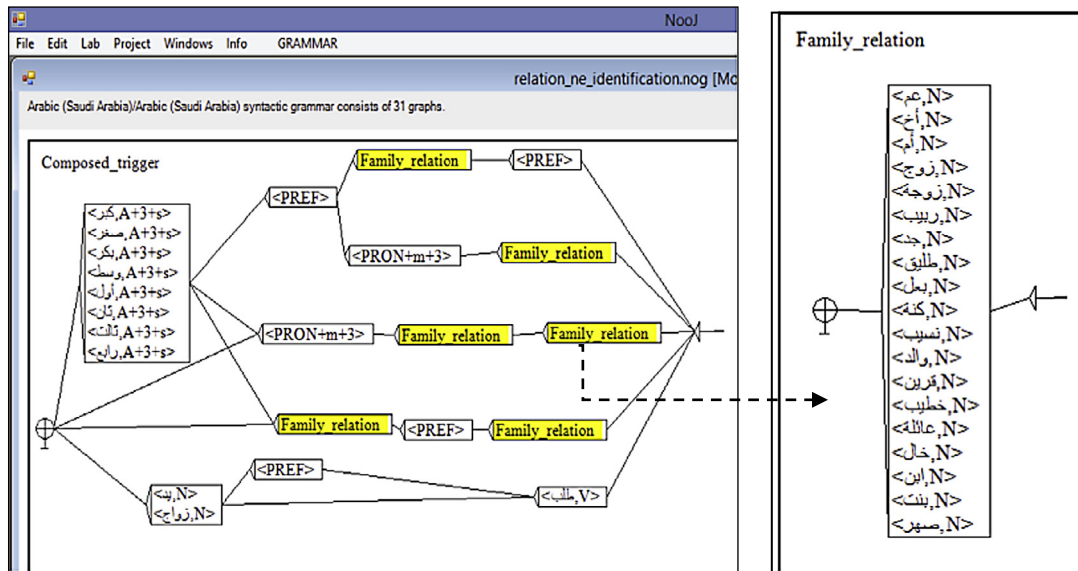 NooJ
File Edit Lab Project Windows Info GRAMMAR
relation_ne_identification.nog [Mo
Arabic (Saudi Arabia)/Arabic (Saudi Arabia) syntactic grammar consists of 31 graphs.
Composed_trigger
<كبر,A+3+s>
<صغر,A+3+s>
<بكر,A+3+s>
<وسط,A+3+s>
<أول,A+3+s>
<ثان,A+3+s>
<ثالث,A+3+s>
<رابع,A+3+s>
<PREF>
Family_relation
<PREF>
<PRON+m+3>
Family_relation
<PRON+m+3>
Family_relation
Family_relation
Family_relation
<PREF>
Family_relation
<يد,N>
<زواج,N>
<PREF>
<طلب,V>
Family_relation
<عم,N>
<أخ,N>
<أم,N>
<زوج,N>
<زوجة,N>
<ربيب,N>
<جد,N>
<طليق,N>
<بعل,N>
<كنة,N>
<نسيب,N>
<والد,N>
<قرين,N>
<خطيب,N>
<عائلة,N>
<خال,N>
<ابن,N>
<بنت,N>
<صهر,N>